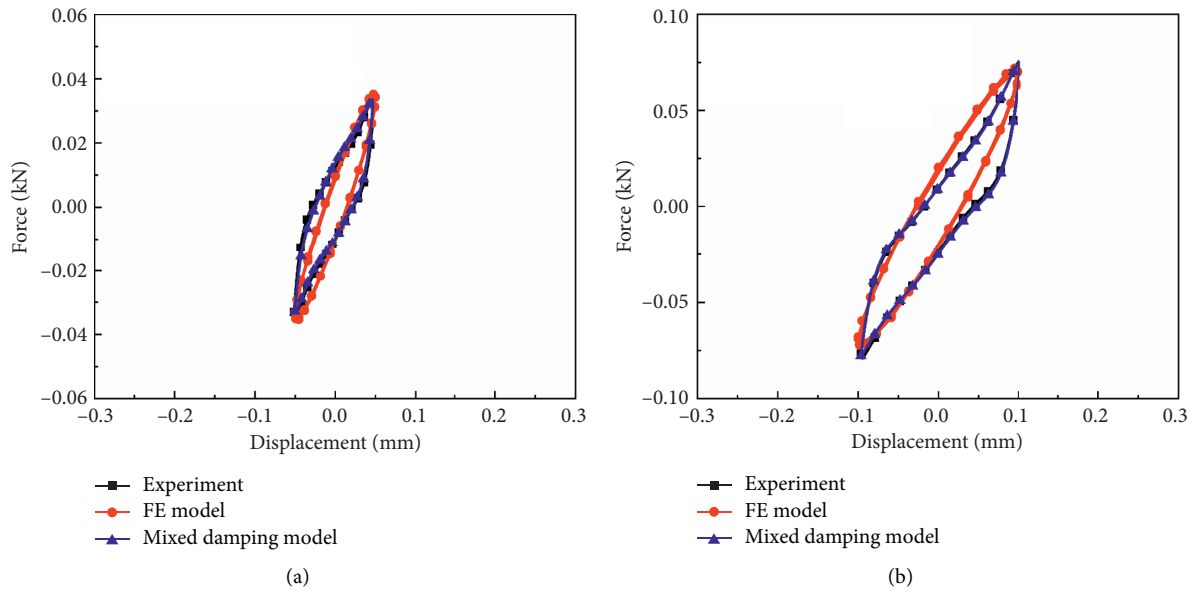 0.06
0.04
0.02
0.00
–0.02
–0.04
–0.06
Force (kN)
–0.3 –0.2 –0.1 0.0 0.1 0.2 0.3
Displacement (mm)
Experiment
FE model
Mixed damping model
(a)
0.10
0.05
0.00
–0.05
–0.10
Force (kN)
–0.3 –0.2 –0.1 0.0 0.1 0.2 0.3
Displacement (mm)
Experiment
FE model
Mixed damping model
(b)